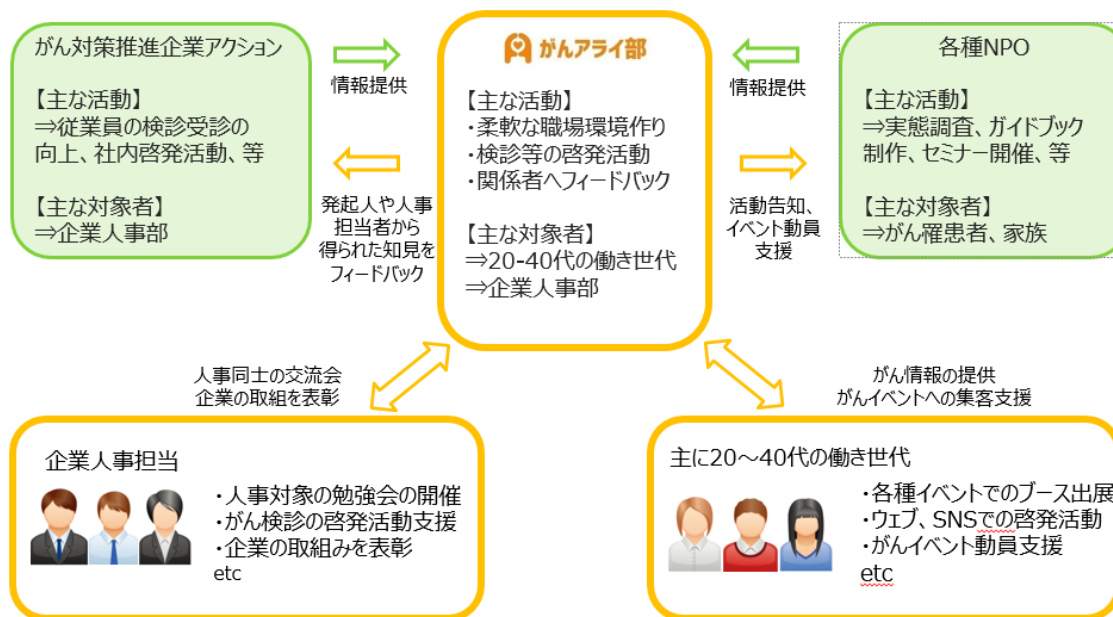 がん対策推進企業アクション
【主な活動】
⇒従業員の検診受診の
向上、社内啓発活動、等
【主な対象者】
⇒企業人事部
情報提供
発起人や人事
担当者から
得られた知見を
フィードバック
がんアライ部
【主な活動】
・柔軟な職場環境作り
・検診等の啓発活動
・関係者へフィードバック
【主な対象者】
⇒20-40代の働き世代
⇒企業人事部
情報提供
活動告知、
イベント動員
支援
各種NPO
【主な活動】
⇒実態調査、ガイドブック
制作、セミナー開催、等
【主な対象者】
⇒がん罹患者、家族
人事同士の交流会
企業の取組を表彰
がん情報の提供
がんイベントへの集客支援
企業人事担当
・人事対象の勉強会の開催
・がん検診の啓発活動支援
・企業の取組みを表彰
etc
主に20～40代の働き世代
・各種イベントでのブース出展
・ウェブ、SNSでの啓発活動
・がんイベント動員支援
etc